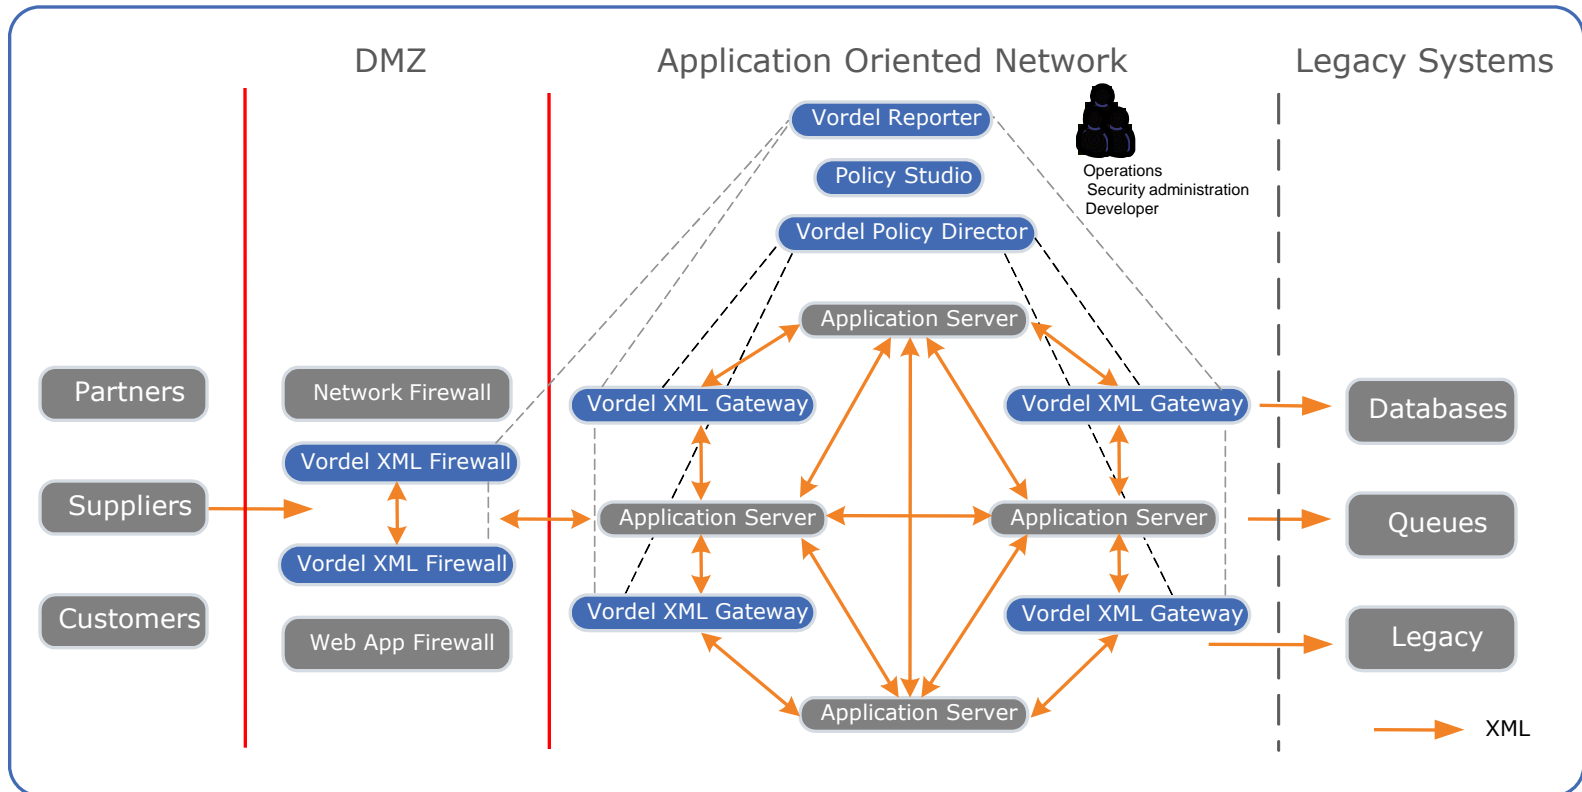 DMZ
Application Oriented Network
Legacy Systems
Vordel Reporter
Policy Studio
Operations
Security administration
Developer
Vordel Policy Director
Application Server
Partners
Network Firewall
Vordel XML Gateway
Vordel XML Gateway
Databases
Vordel XML Firewall
Suppliers
Application Server
Application Server
Queues
Vordel XML Firewall
Customers
Vordel XML Gateway
Vordel XML Gateway
Web App Firewall
Legacy
Application Server
XML